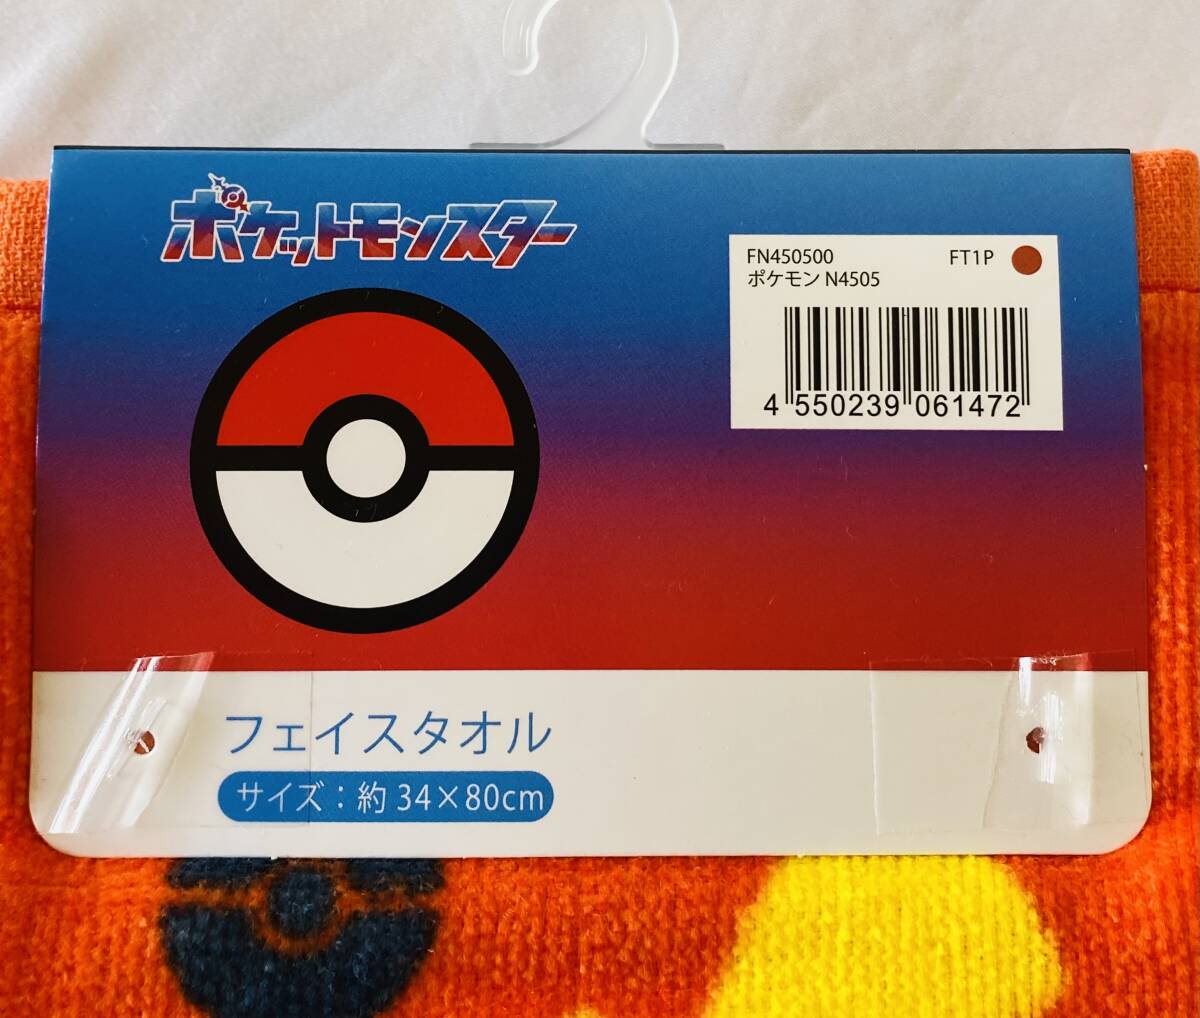 ポケットモンスター
FN450500 FT1P
ポケモン N4505
4 550239 061472
フェイスタオル
サイズ：約 34×80cm